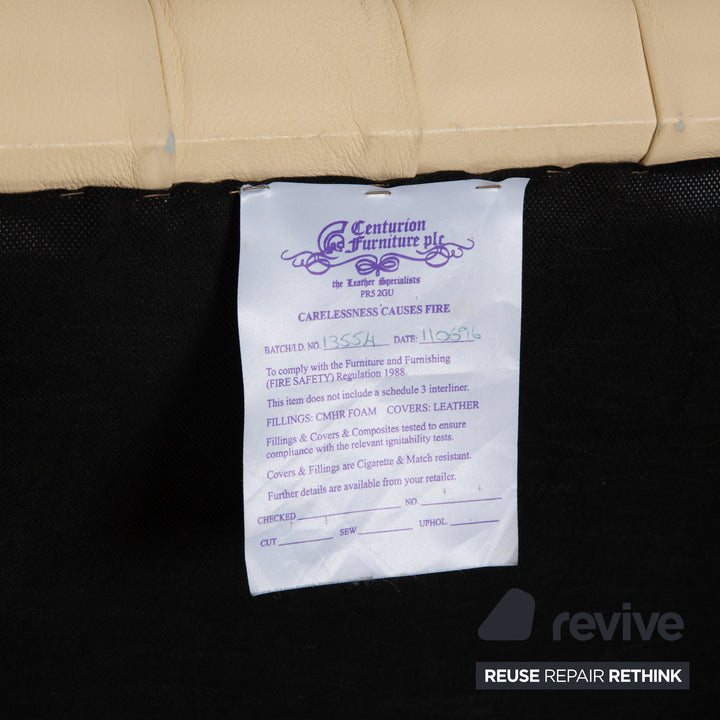 Centurion
Furniture plc
the Leather Specialists
PR5 2GU
CARELESSNESS CAUSES FIRE
BATCH/I.D. NO. 1355A DATE: 110696
To comply with the Furniture and Furnishing
(FIRE SAFETY) Regulation 1988.
This item does not include a schedule 3 interliner.
FILLINGS: CMHR FOAM COVERS: LEATHER
Fillings & Covers & Composites tested to ensure
compliance with the relevant ignitability tests.
Covers & Fillings are Cigarette & Match resistant.
Further details are available from your retailer.
CHECKED NO.
CUT SEW UPHOL.
revive
REUSE REPAIR RETHINK